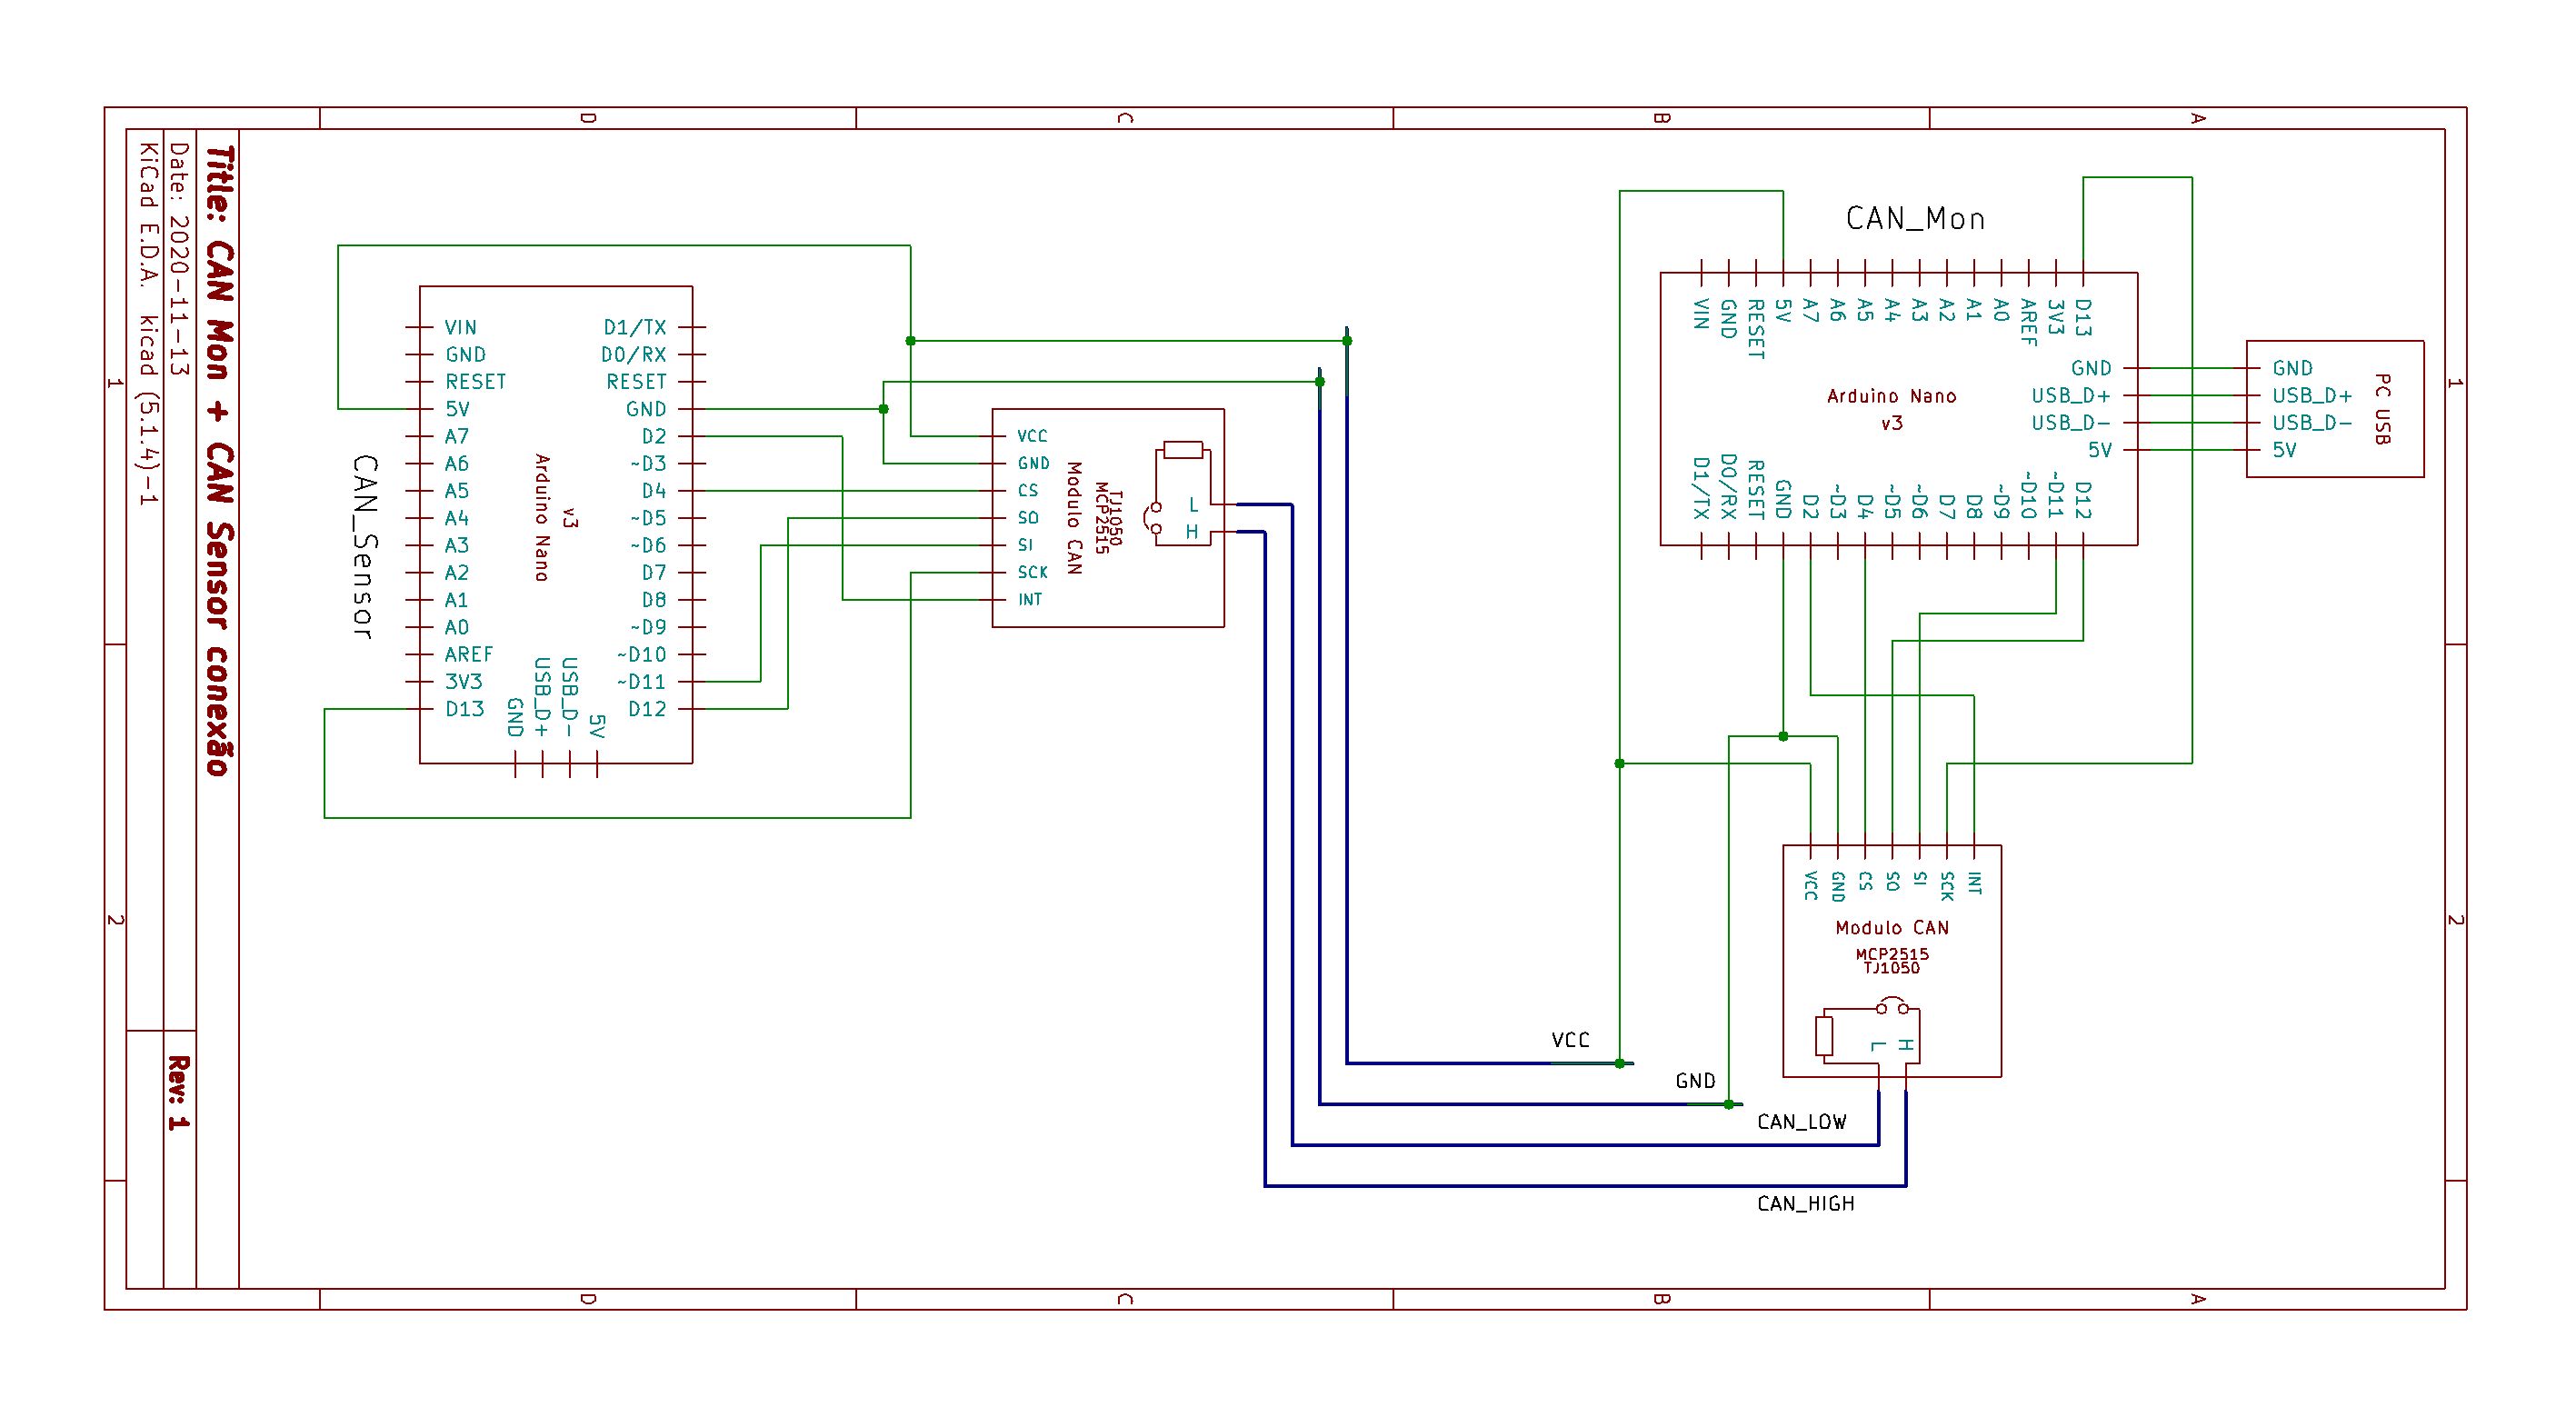 D
C
B
A
1
2
Title: CAN Mon + CAN Sensor conexão
Date: 2020-11-13
KiCad E.D.A.  kicad (5.1.4)-1
Rev: 1
CAN_Sensor
Arduino Nano
v3
VIN
GND
RESET
5V
A7
A6
A5
A4
A3
A2
A1
A0
AREF
3V3
D13
D1/TX
D0/RX
RESET
GND
D2
~D3
D4
~D5
~D6
D7
D8
~D9
~D10
~D11
D12
GND
USB_D+
USB_D-
5V
VCC
GND
CS
SO
SI
SCK
INT
Modulo CAN
MCP2515
TJ1050
L
H
CAN_Mon
VIN
GND
RESET
5V
A7
A6
A5
A4
A3
A2
A1
A0
AREF
3V3
D13
Arduino Nano
v3
GND
USB_D+
USB_D-
5V
D1/TX
D0/RX
RESET
GND
D2
~D3
D4
~D5
~D6
D7
D8
~D9
~D10
~D11
D12
GND
USB_D+
USB_D-
5V
PC USB
VCC
GND
CS
SO
SI
SCK
INT
Modulo CAN
MCP2515
TJ1050
L
H
VCC
GND
CAN_LOW
CAN_HIGH
1
2
D
C
B
A